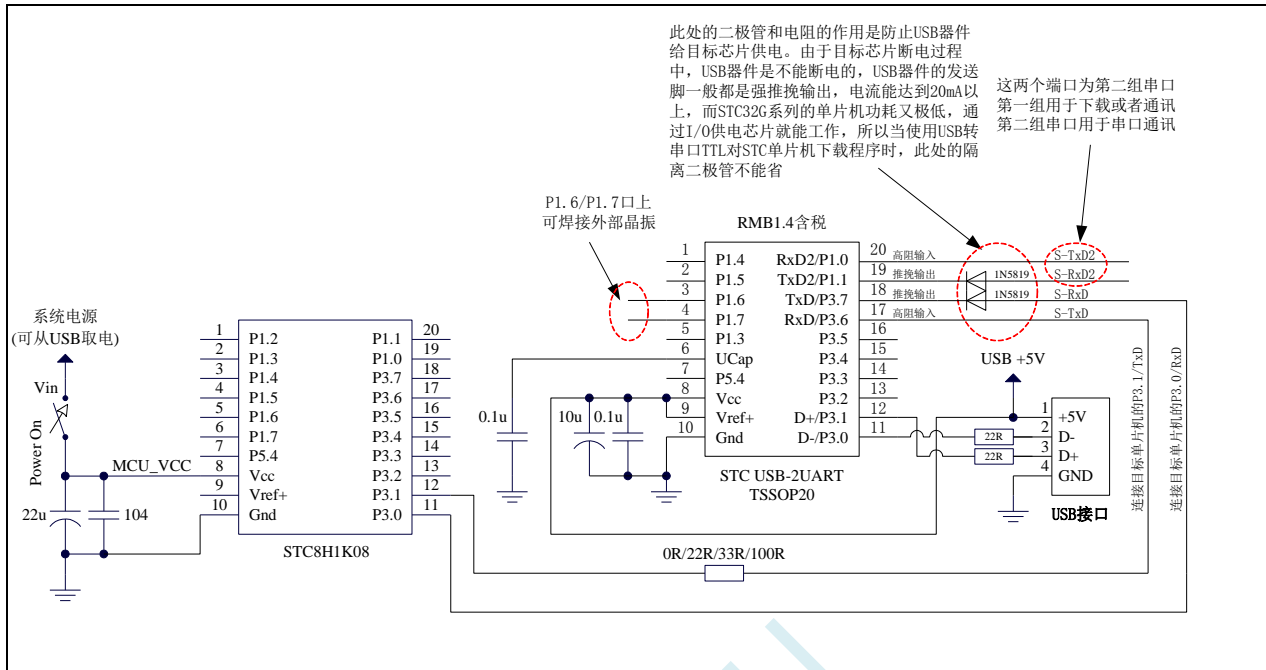 此处的二极管和电阻的作用是防止USB器件
给目标芯片供电。由于目标芯片断电过程
中，USB器件是不能断电的，USB器件的发送
脚一般都是强推挽输出，电流能达到20mA以
上，而STC32G系列的单片机功耗又极低，通
过I/O供电芯片就能工作，所以当使用USB转
串口TTL对STC单片机下载程序时，此处的隔
离二极管不能省
这两个端口为第二组串口
第一组用于下载或者通讯
第二组串口用于串口通讯
P1.6/P1.7口上
可焊接外部晶振
RMB1.4含税
1 P1.4
2 P1.5
3 P1.6
4 P1.7
5 P1.3
6 UCap
7 P5.4
8 Vcc
9 Vref+
10 Gnd
RxD2/P1.0 20 高阻输入 S-TxD2
TxD2/P1.1 19 推挽输出 1N5819 S-RxD2
TxD/P3.7 18 推挽输出 1N5819 S-RxD
RxD/P3.6 17 高阻输入 S-TxD
P3.5 16
P3.4 15
P3.3 14
P3.2 13
D+/P3.1 12
D-/P3.0 11
STC USB-2UART
TSSOP20
0.1u
10u
0.1u
22R
22R
USB +5V
1 +5V
2 D-
3 D+
4 GND
USB接口
连接目标单片机的P3.1/TxD
连接目标单片机的P3.0/RxD
系统电源
(可从USB取电)
Vin
Power On
MCU_VCC
22u
104
1 P1.2
2 P1.3
3 P1.4
4 P1.5
5 P1.6
6 P1.7
7 P5.4
8 Vcc
9 Vref+
10 Gnd
P1.1 20
P1.0 19
P3.7 18
P3.6 17
P3.5 16
P3.4 15
P3.3 14
P3.2 13
P3.1 12
P3.0 11
STC8H1K08
0R/22R/33R/100R